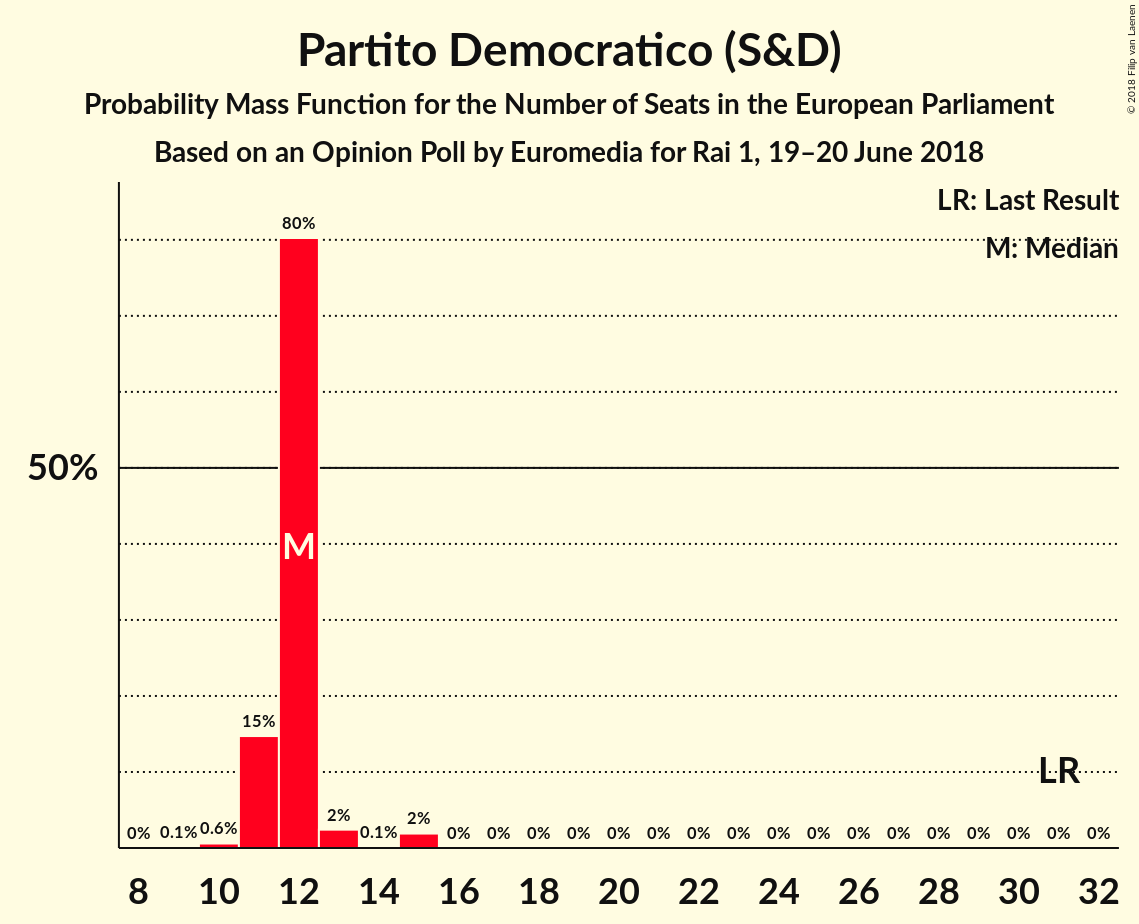 Partito Democratico (S&D)
Probability Mass Function for the Number of Seats in the European Parliament
Based on an Opinion Poll by Euromedia for Rai 1, 19–20 June 2018
© 2018 Filip van Laenen
LR: Last Result
M: Median
80%
50%
M
15%
LR
0% 0.1% 0.6% 2% 0.1% 2% 0% 0% 0% 0% 0% 0% 0% 0% 0% 0% 0% 0% 0% 0% 0% 0% 0%
8 10 12 14 16 18 20 22 24 26 28 30 32